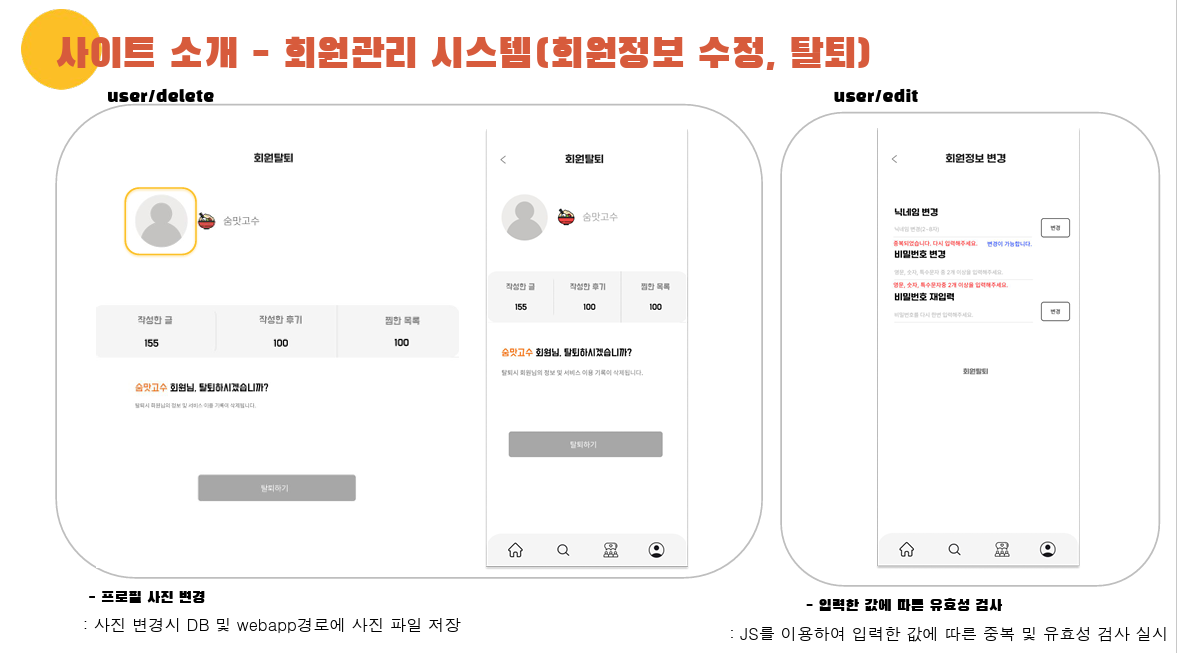 사이트 소개 - 회원관리 시스템(회원정보 수정, 탈퇴)
user/delete
회원탈퇴
숨맛고수
작성한 글
작성한 후기
찜한 목록
155
100
100
숨맛고수 회원님, 탈퇴하시겠습니까?
탈퇴시 회원님의 정보 및 서비스 이용 기록이 삭제됩니다.
탈퇴하기
회원탈퇴
숨맛고수
작성한 글
작성한 후기
찜한 목록
155
100
100
숨맛고수 회원님, 탈퇴하시겠습니까?
탈퇴시 회원님의 정보 및 서비스 이용 기록이 삭제됩니다.
탈퇴하기
- 프로필 사진 변경
: 사진 변경시 DB 및 webapp경로에 사진 파일 저장
user/edit
회원정보 변경
닉네임 변경
닉네임 변경(2~8자)
변경
중복되었습니다. 다시 입력해주세요. 변경이 가능합니다.
비밀번호 변경
영문, 숫자, 특수문자 중 2개 이상을 입력해주세요.
영문, 숫자, 특수문자중 2개 이상을 입력해주세요.
비밀번호 재입력
비밀번호를 다시 한번 입력해주세요.
변경
회원탈퇴
- 입력한 값에 따른 유효성 검사
: JS를 이용하여 입력한 값에 따른 중복 및 유효성 검사 실시